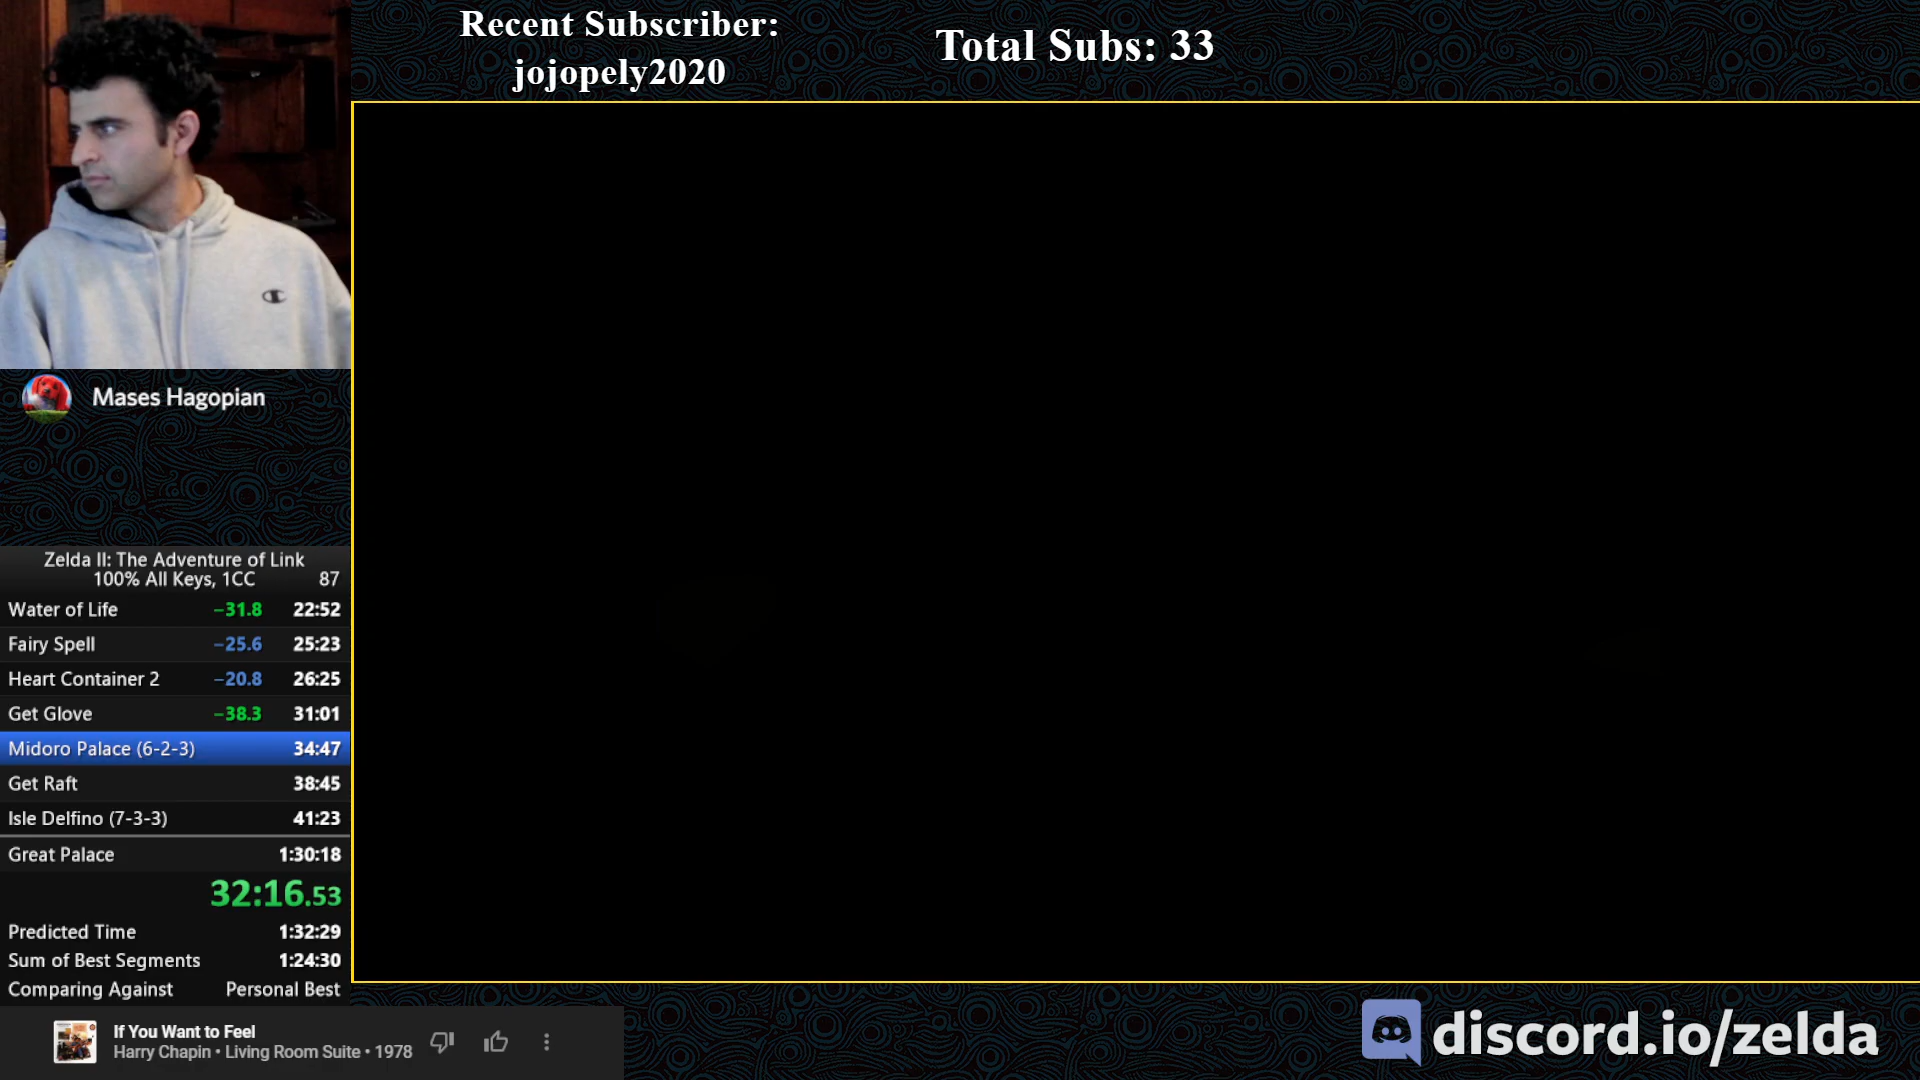 Recent Subscriber:
jojopely2020
Total Subs: 33
Mases Hagopian
Zelda II: The Adventure of Link
100% All Keys, 1CC 87
Water of Life −31.8 22:52
Fairy Spell −25.6 25:23
Heart Container 2 −20.8 26:25
Get Glove −38.3 31:01
Midoro Palace (6-2-3) 34:47
Get Raft 38:45
Isle Delfino (7-3-3) 41:23
Great Palace 1:30:18
32:16.53
Predicted Time 1:32:29
Sum of Best Segments 1:24:30
Comparing Against Personal Best
If You Want to Feel
Harry Chapin • Living Room Suite • 1978
discord.io/zelda